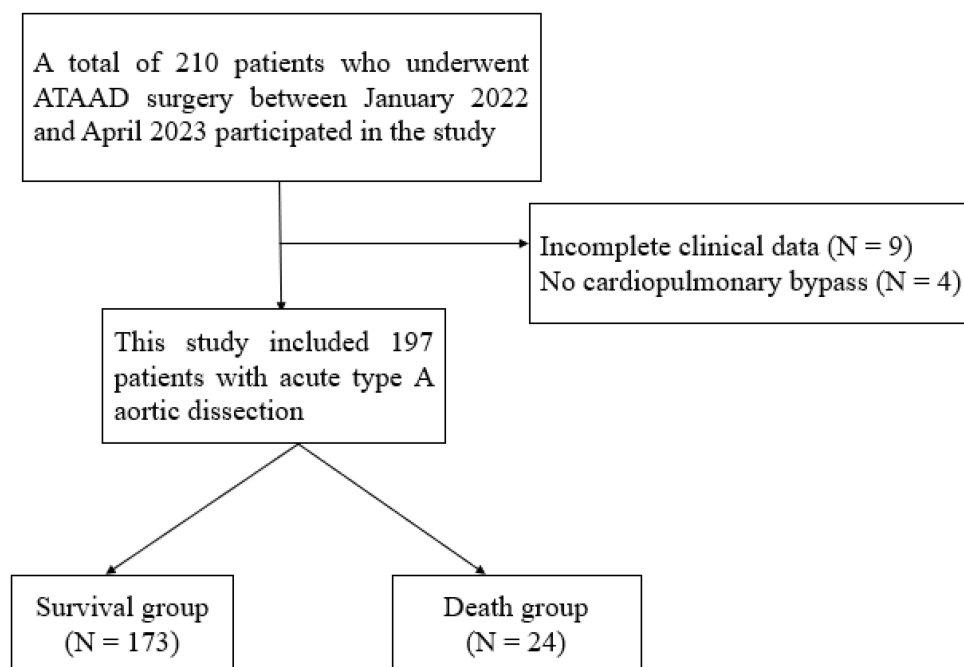 A total of 210 patients who underwent
ATAAD surgery between January 2022
and April 2023 participated in the study
Incomplete clinical data (N = 9)
No cardiopulmonary bypass (N = 4)
This study included 197
patients with acute type A
aortic dissection
Survival group
(N = 173)
Death group
(N = 24)